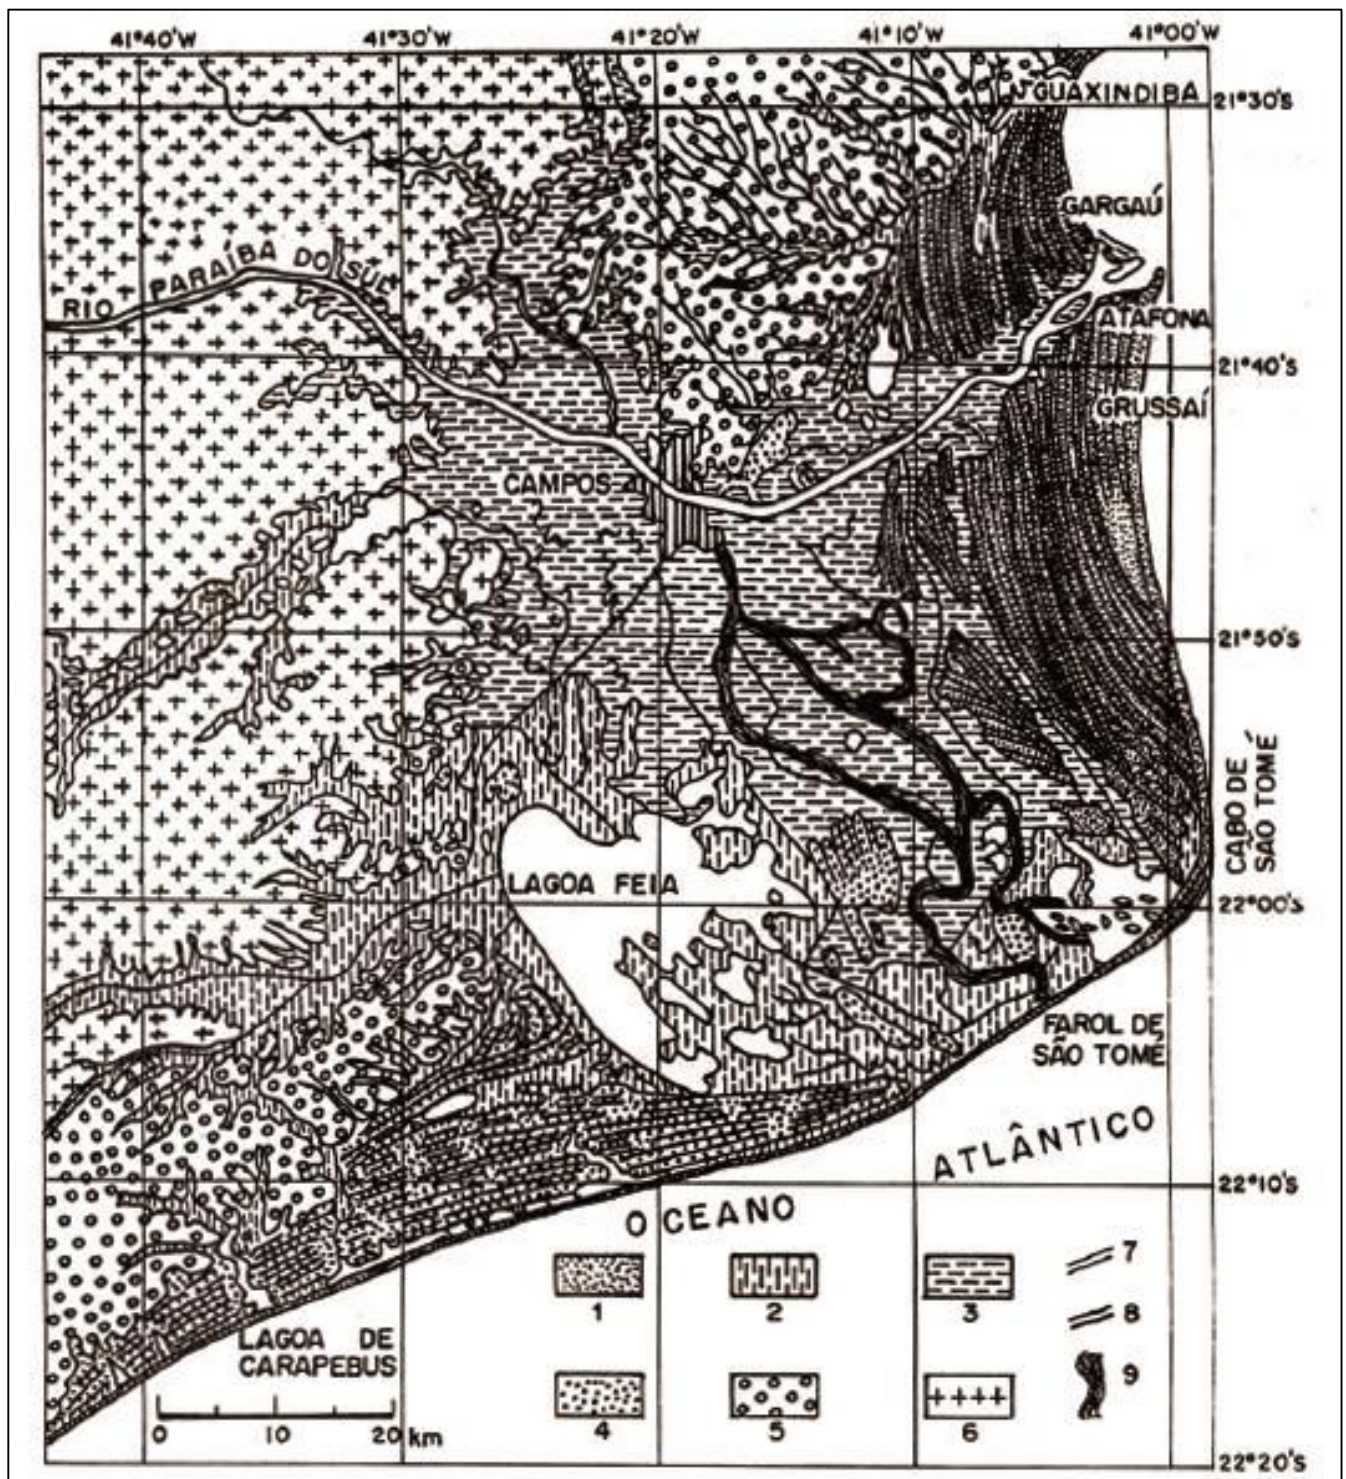 41°40'W 41°30'W 41°20'W 41°10'W 41°00'W
GUAXINDIBA
21°30'S
GARGAÚ
RIO PARAÍBA DO SUL
ATAFONA
21°40'S
GRUSSAÍ
CAMPOS
21°50'S
CABO DE
SÃO TOMÉ
LAGOA FEIA
22°00'S
FAROL DE
SÃO TOMÉ
OCEANO ATLÂNTICO
22°10'S
1 2 3
7
8
9
4 5 6
LAGOA DE
CARAPEBUS
0 10 20 km
22°20'S